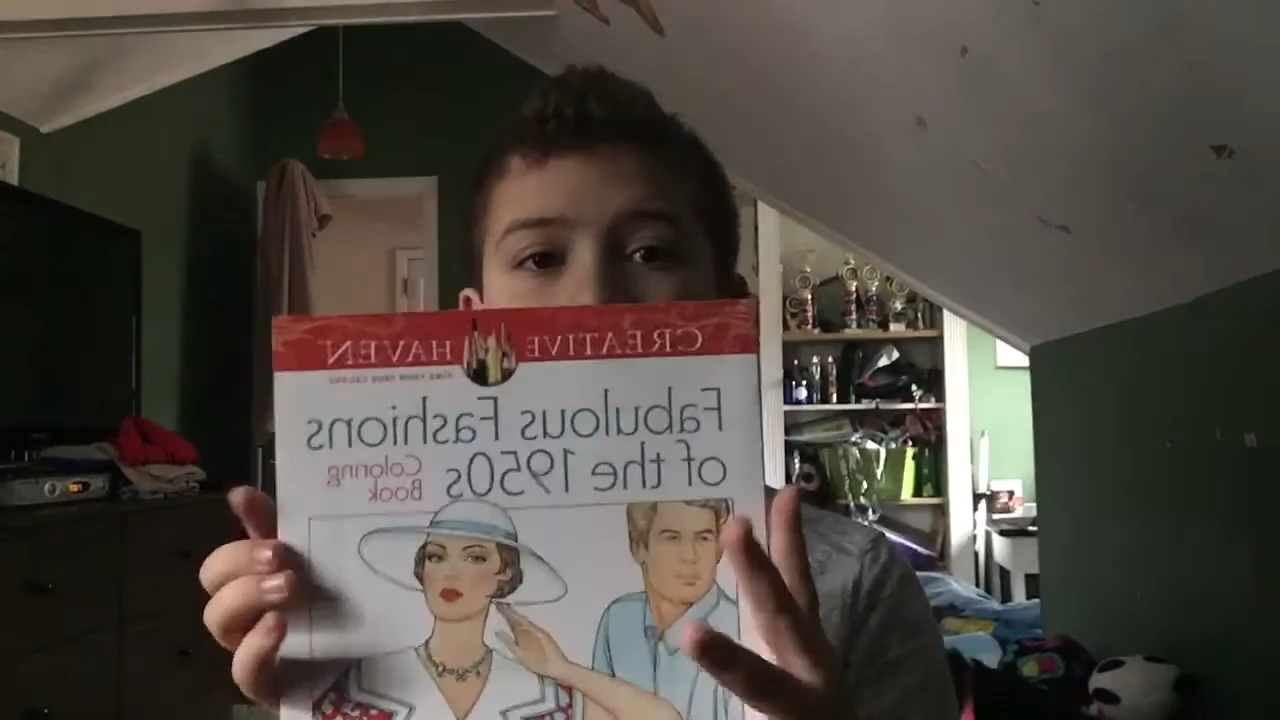 CREATIVE HAVEN
Fabulous Fashions
of the 1950s
Coloring
Book